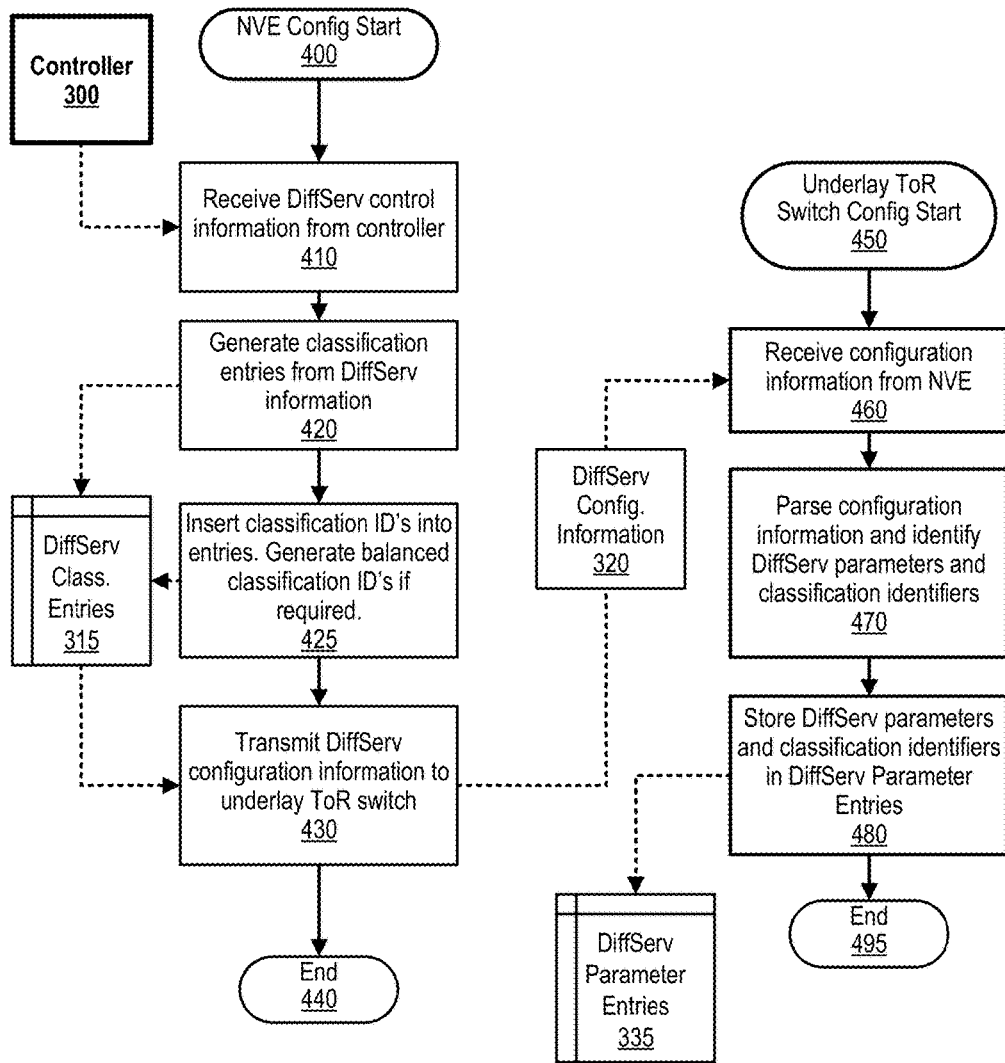 Controller
300
NVE Config Start
400
Receive DiffServ control
information from controller
410
Generate classification
entries from DiffServ
information
420
Insert classification ID's into
entries. Generate balanced
classification ID's if
required.
425
DiffServ
Class.
Entries
315
Transmit DiffServ
configuration information to
underlay ToR switch
430
End
440
DiffServ
Config.
Information
320
Underlay ToR
Switch Config Start
450
Receive configuration
information from NVE
460
Parse configuration
information and identify
DiffServ parameters and
classification identifiers
470
Store DiffServ parameters
and classification identifiers
in DiffServ Parameter
Entries
480
End
495
DiffServ
Parameter
Entries
335